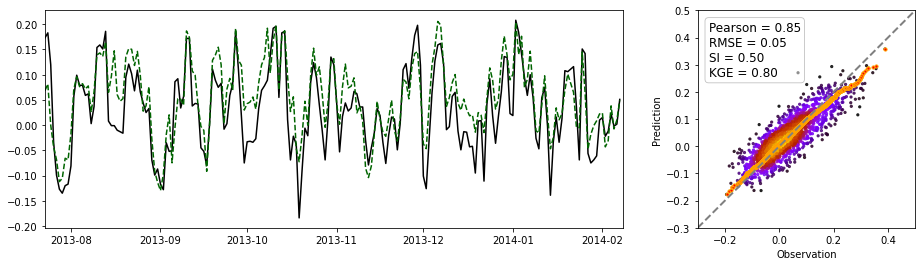 0.20
0.15
0.10
0.05
0.00
−0.05
−0.10
−0.15
−0.20
2013-08 2013-09 2013-10 2013-11 2013-12 2014-01 2014-02
Prediction
0.5
0.4
0.3
0.2
0.1
0.0
−0.1
−0.2
−0.3
Pearson = 0.85
RMSE = 0.05
SI = 0.50
KGE = 0.80
−0.2 0.0 0.2 0.4
Observation